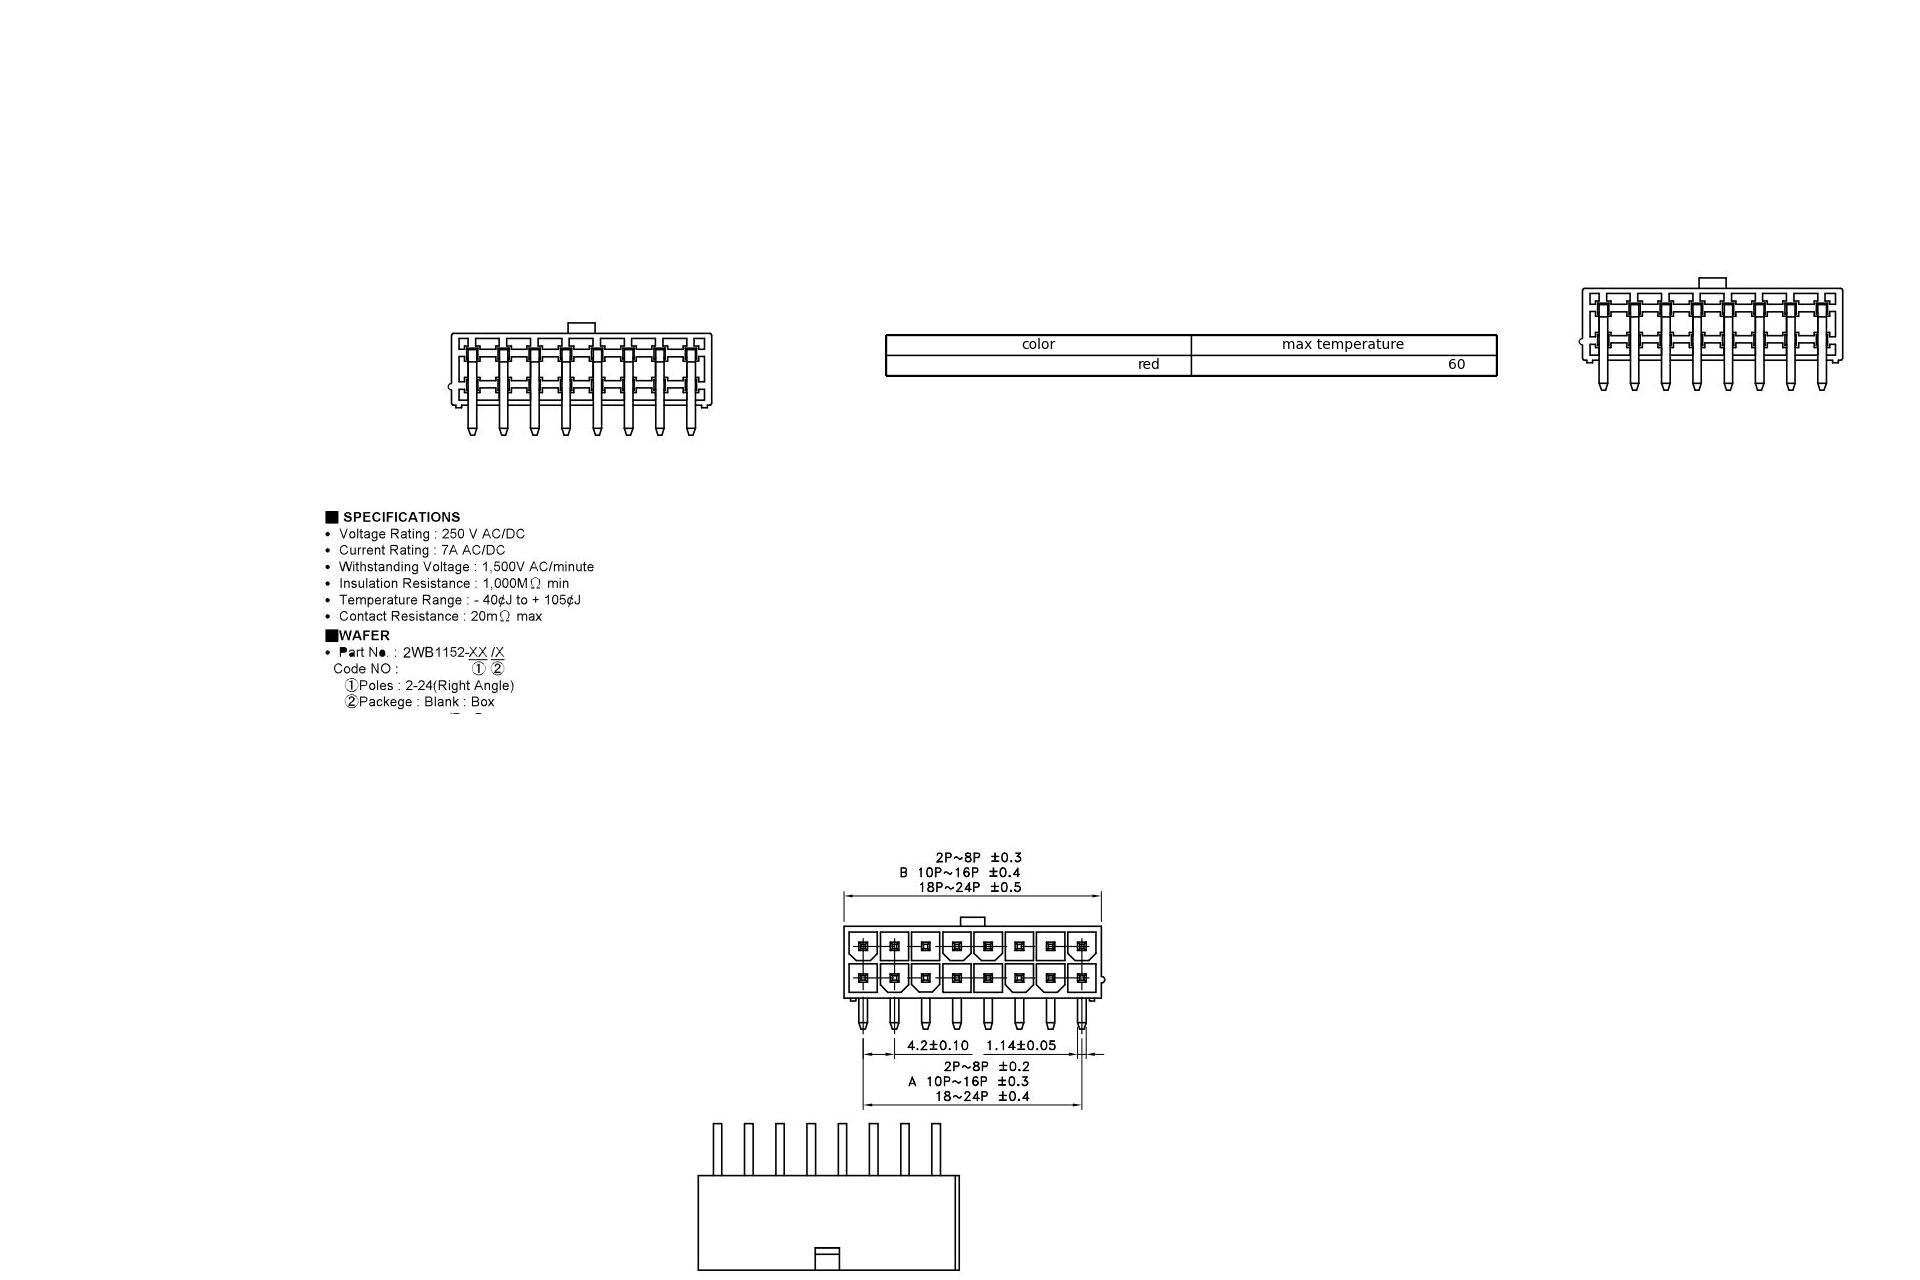 color max temperature
red 60
■ SPECIFICATIONS
• Voltage Rating : 250 V AC/DC
• Current Rating : 7A AC/DC
• Withstanding Voltage : 1,500V AC/minute
• Insulation Resistance : 1,000MΩ min
• Temperature Range : - 40¢J to + 105¢J
• Contact Resistance : 20mΩ max
■WAFER
• Part No. : 2WB1152-XX /X
Code NO : ① ②
①Poles : 2-24(Right Angle)
②Packege : Blank : Box
2P~8P ±0.3
B 10P~16P ±0.4
18P~24P ±0.5
4.2±0.10 1.14±0.05
2P~8P ±0.2
A 10P~16P ±0.3
18~24P ±0.4